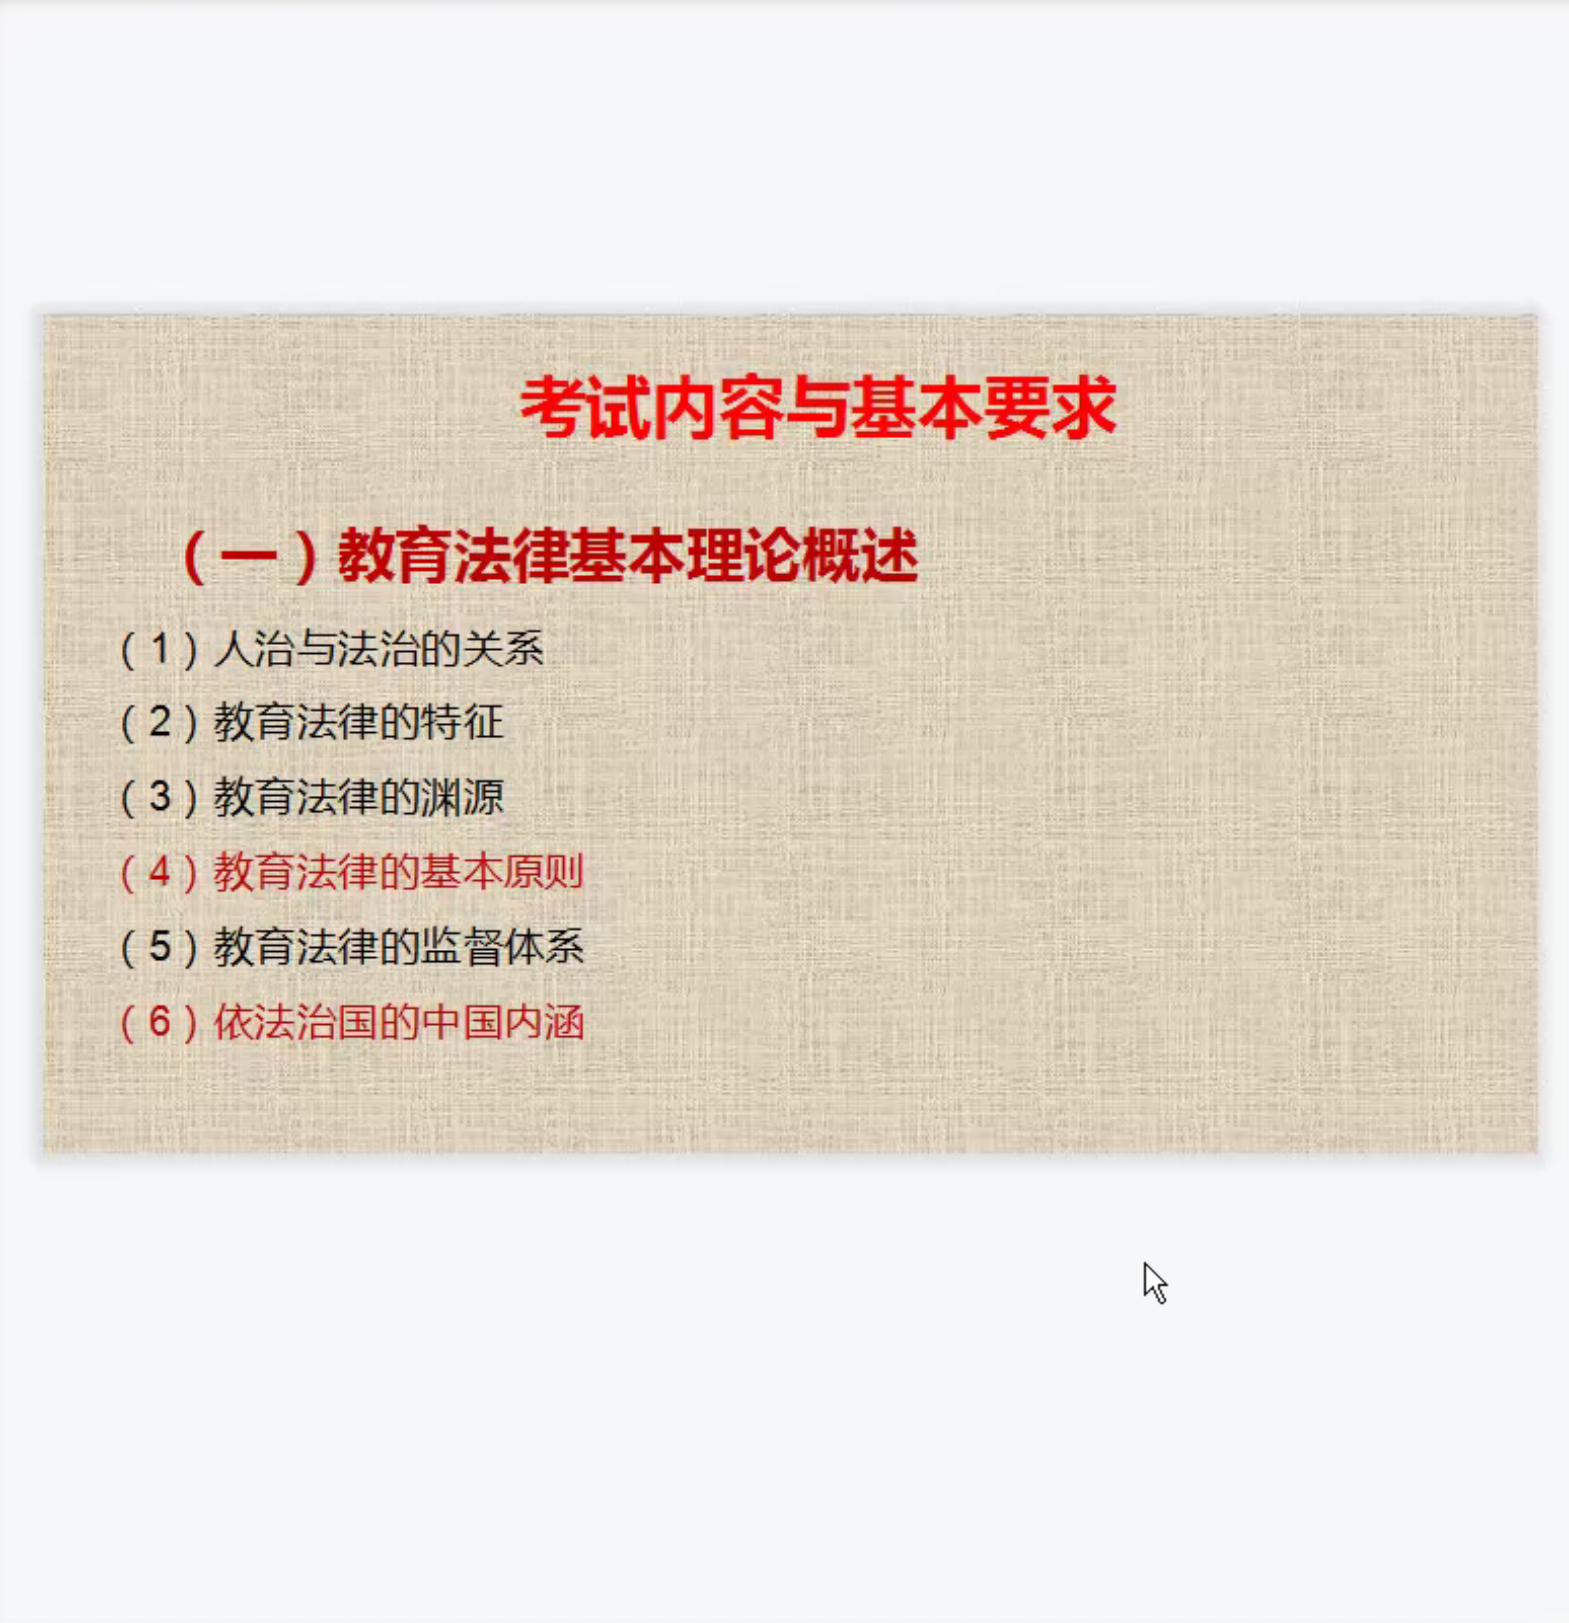 考试内容与基本要求
（一）教育法律基本理论概述
（1）人治与法治的关系
（2）教育法律的特征
（3）教育法律的渊源
（4）教育法律的基本原则
（5）教育法律的监督体系
（6）依法治国的中国内涵